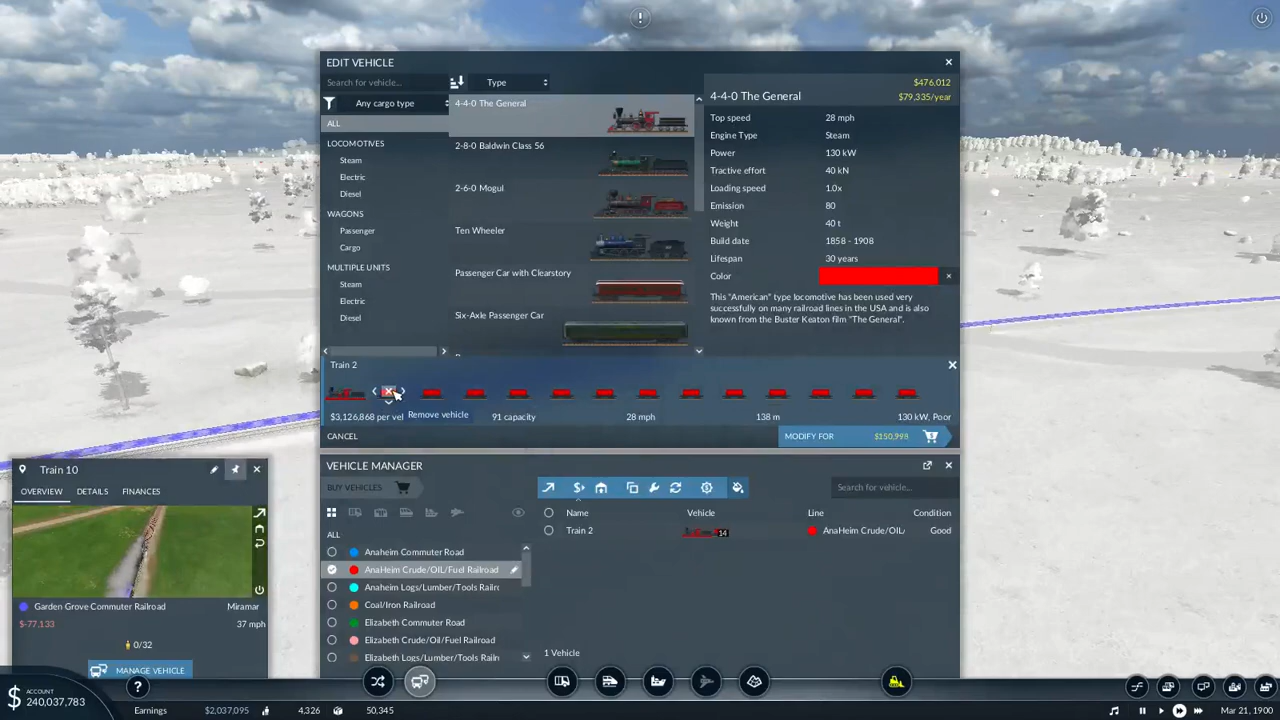 EDIT VEHICLE
Search for vehicle...
Type
Any cargo type
ALL
LOCOMOTIVES
Steam
Electric
Diesel
WAGONS
Passenger
Cargo
MULTIPLE UNITS
Steam
Electric
Diesel
4-4-0 The General
2-8-0 Baldwin Class 56
2-6-0 Mogul
Ten Wheeler
Passenger Car with Clearstory
Six-Axle Passenger Car
$476,012
$79,335/year
4-4-0 The General
Top speed 28 mph
Engine Type Steam
Power 130 kW
Tractive effort 40 kN
Loading speed 1.0x
Emission 80
Weight 40 t
Build date 1858 - 1908
Lifespan 30 years
Color
This "American" type locomotive has been used very
successfully on many railroad lines in the USA and is also
known from the Buster Keaton film "The General".
Train 2
Remove vehicle
$3,126,868 per vel 91 capacity 28 mph 138 m 130 kW, Poor
CANCEL
MODIFY FOR $150,998
VEHICLE MANAGER
BUY VEHICLES
Search for vehicle...
Name Vehicle Line Condition
Train 2 14 AnaHeim Crude/OIL/ Good
ALL
Anaheim Commuter Road
AnaHeim Crude/OIL/Fuel Railroad
Anaheim Logs/Lumber/Tools Railro
Coal/Iron Railroad
Elizabeth Commuter Road
Elizabeth Crude/Oil/Fuel Railroad
Elizabeth Logs/Lumber/Tools Railn
1 Vehicle
Train 10
OVERVIEW DETAILS FINANCES
Garden Grove Commuter Railroad Miramar
$-77,133 37 mph
0/32
MANAGE VEHICLE
$ ACCOUNT
240,037,783
?
Earnings $2,037,095 4,326 50,345
Mar 21, 1900